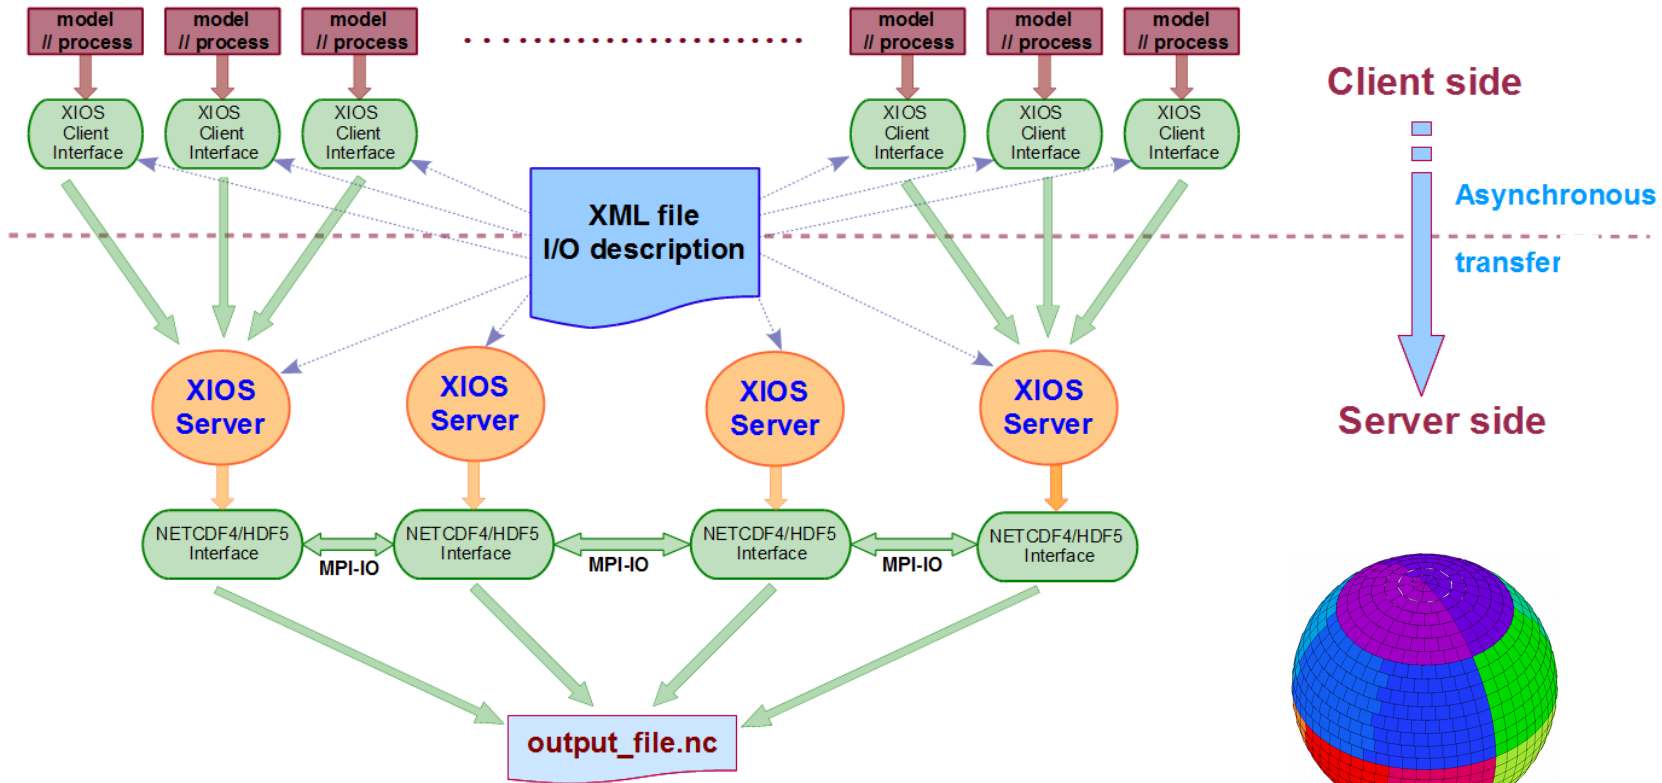 model
// process
model
// process
model
// process
model
// process
model
// process
model
// process
XIOS
Client
Interface
XIOS
Client
Interface
XIOS
Client
Interface
XIOS
Client
Interface
XIOS
Client
Interface
XIOS
Client
Interface
Client side
XML file
I/O description
Asynchronous
transfer
XIOS
Server
XIOS
Server
XIOS
Server
XIOS
Server
Server side
NETCDF4/HDF5
Interface
MPI-IO
NETCDF4/HDF5
Interface
MPI-IO
NETCDF4/HDF5
Interface
MPI-IO
NETCDF4/HDF5
Interface
output_file.nc